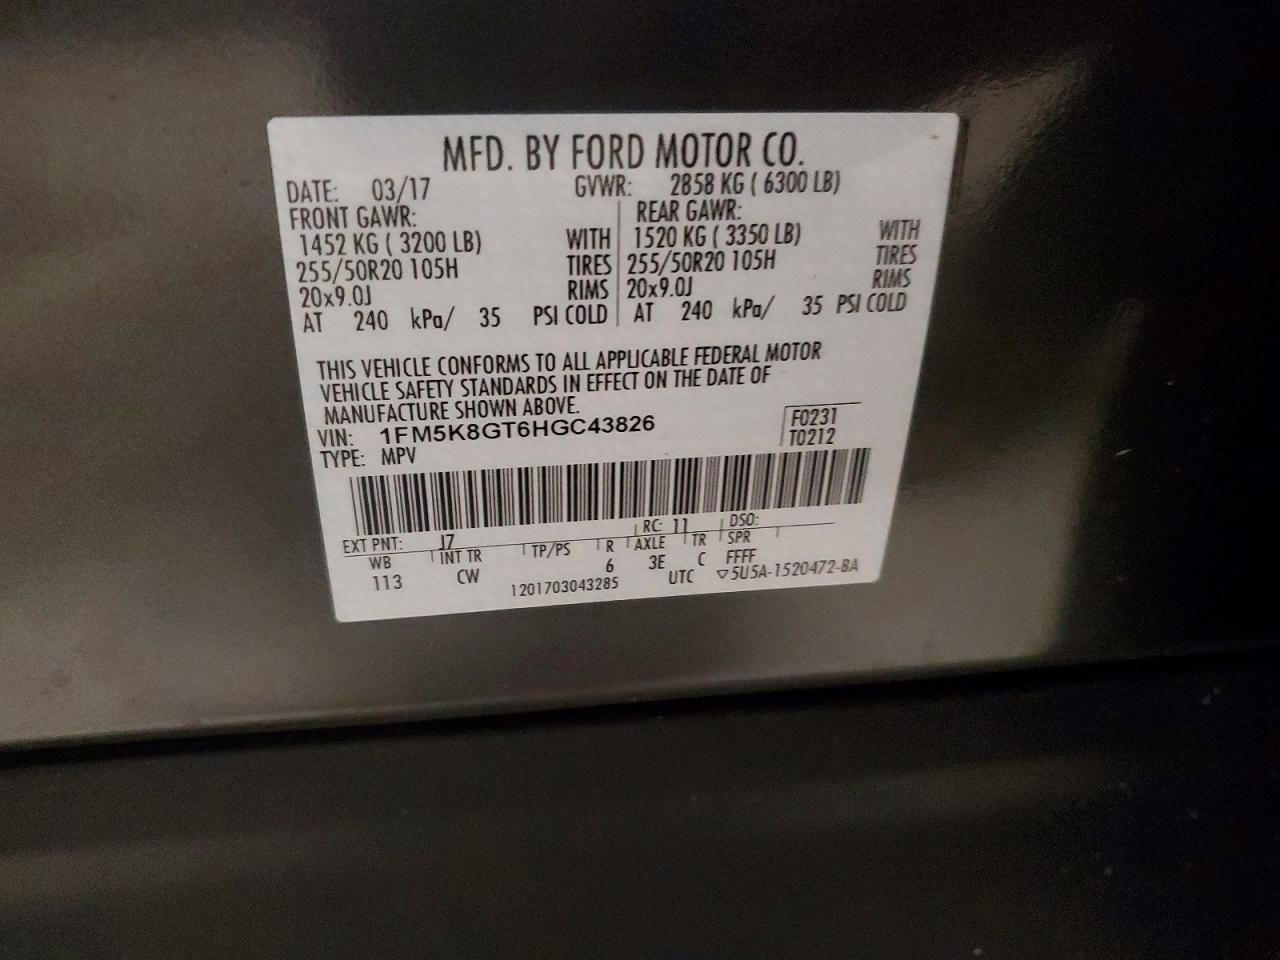 MFD. BY FORD MOTOR CO.
DATE: 03/17 GVWR: 2858 KG ( 6300 LB)
FRONT GAWR: REAR GAWR:
1452 KG ( 3200 LB) WITH 1520 KG ( 3350 LB) WITH
255/50R20 105H TIRES 255/50R20 105H TIRES
20x9.0J RIMS 20x9.0J RIMS
AT 240 kPa/ 35 PSI COLD AT 240 kPa/ 35 PSI COLD
THIS VEHICLE CONFORMS TO ALL APPLICABLE FEDERAL MOTOR
VEHICLE SAFETY STANDARDS IN EFFECT ON THE DATE OF
MANUFACTURE SHOWN ABOVE.
VIN: 1FM5K8GT6HGC43826 F0231
TYPE: MPV T0212
EXT PNT: J7 RC: 11 DSO:
WB INT TR TP/PS R AXLE TR SPR
113 CW 6 3E C FFFF
1201703043285 UTC ▽5U5A-1520472-BA